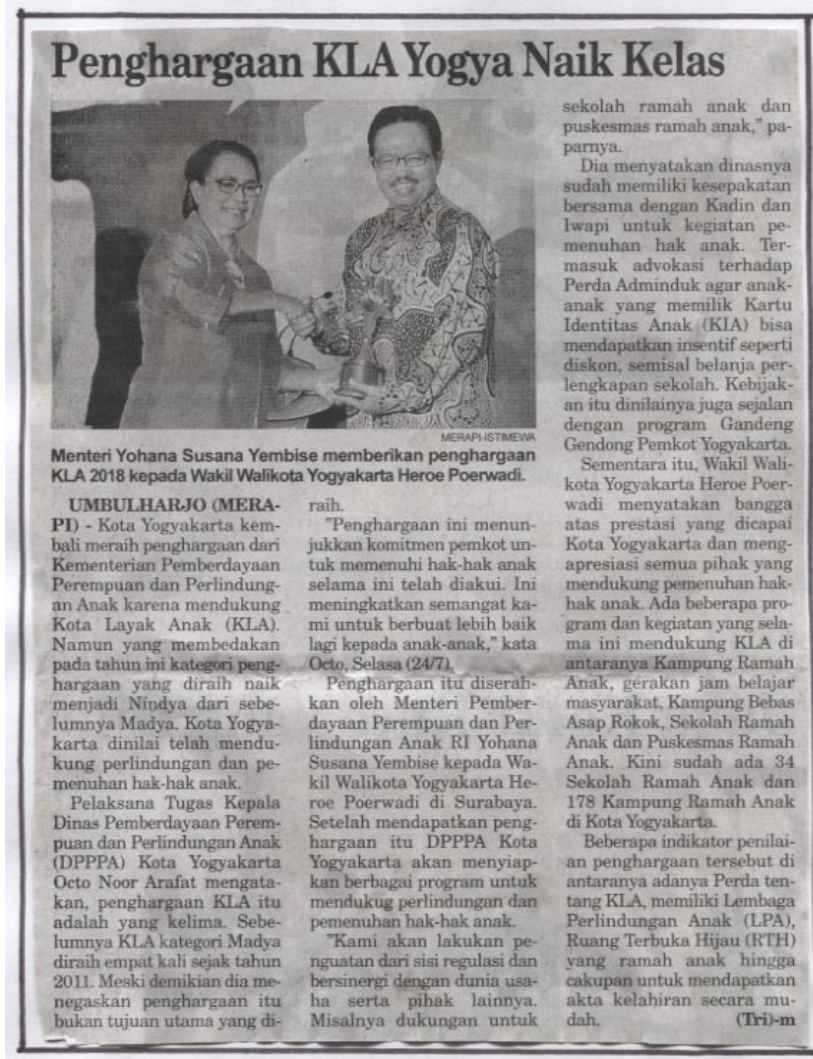 Penghargaan KLA Yogya Naik Kelas
MERAPI-ISTIMEWA
Menteri Yohana Susana Yembise memberikan penghargaan
KLA 2018 kepada Wakil Walikota Yogyakarta Heroe Poerwadi.
UMBULHARJO (MERA-
PI) - Kota Yogyakarta kem-
bali meraih penghargaan dari
Kementerian Pemberdayaan
Perempuan dan Perlindung-
an Anak karena mendukung
Kota Layak Anak (KLA).
Namun yang membedakan
pada tahun ini kategori peng-
hargaan yang diraih naik
menjadi Nindya dari sebe-
lumnya Madya. Kota Yogya-
karta dinilai telah mendu-
kung perlindungan dan pe-
menuhan hak-hak anak.
Pelaksana Tugas Kepala
Dinas Pemberdayaan Perem-
puan dan Perlindungan Anak
(DPPPA) Kota Yogyakarta
Octo Noor Arafat mengata-
kan, penghargaan KLA itu
adalah yang kelima. Sebe-
lumnya KLA kategori Madya
diraih empat kali sejak tahun
2011. Meski demikian dia me-
negaskan penghargaan itu
bukan tujuan utama yang di-
raih.
"Penghargaan ini menun-
jukkan komitmen pemkot un-
tuk memenuhi hak-hak anak
selama ini telah diakui. Ini
meningkatkan semangat ka-
mi untuk berbuat lebih baik
lagi kepada anak-anak," kata
Octo, Selasa (24/7).
Penghargaan itu diserah-
kan oleh Menteri Pember-
dayaan Perempuan dan Per-
lindungan Anak RI Yohana
Susana Yembise kepada Wa-
kil Walikota Yogyakarta He-
roe Poerwadi di Surabaya.
Setelah mendapatkan peng-
hargaan itu DPPPA Kota
Yogyakarta akan menyiap-
kan berbagai program untuk
mendukug perlindungan dan
pemenuhan hak-hak anak.
"Kami akan lakukan pe-
nguatan dari sisi regulasi dan
bersinergi dengan dunia usa-
ha serta pihak lainnya.
Misalnya dukungan untuk
sekolah ramah anak dan
puskesmas ramah anak," pa-
parnya.
Dia menyatakan dinasnya
sudah memiliki kesepakatan
bersama dengan Kadin dan
Iwapi untuk kegiatan pe-
menuhan hak anak. Ter-
masuk advokasi terhadap
Perda Adminduk agar anak-
anak yang memilik Kartu
Identitas Anak (KIA) bisa
mendapatkan insentif seperti
diskon, semisal belanja per-
lengkapan sekolah. Kebijak-
an itu dinilainya juga sejalan
dengan program Gandeng
Gendong Pemkot Yogyakarta.
Sementara itu, Wakil Wali-
kota Yogyakarta Heroe Poer-
wadi menyatakan bangga
atas prestasi yang dicapai
Kota Yogyakarta dan meng-
apresiasi semua pihak yang
mendukung pemenuhan hak-
hak anak. Ada beberapa pro-
gram dan kegiatan yang sela-
ma ini mendukung KLA di
antaranya Kampung Ramah
Anak, gerakan jam belajar
masyarakat, Kampung Bebas
Asap Rokok, Sekolah Ramah
Anak dan Puskesmas Ramah
Anak. Kini sudah ada 34
Sekolah Ramah Anak dan
178 Kampung Ramah Anak
di Kota Yogyakarta.
Beberapa indikator penilai-
an penghargaan tersebut di
antaranya adanya Perda ten-
tang KLA, memiliki Lembaga
Perlindungan Anak (LPA),
Ruang Terbuka Hijau (RTH)
yang ramah anak hingga
cakupan untuk mendapatkan
akta kelahiran secara mu-
dah. (Tri)-m